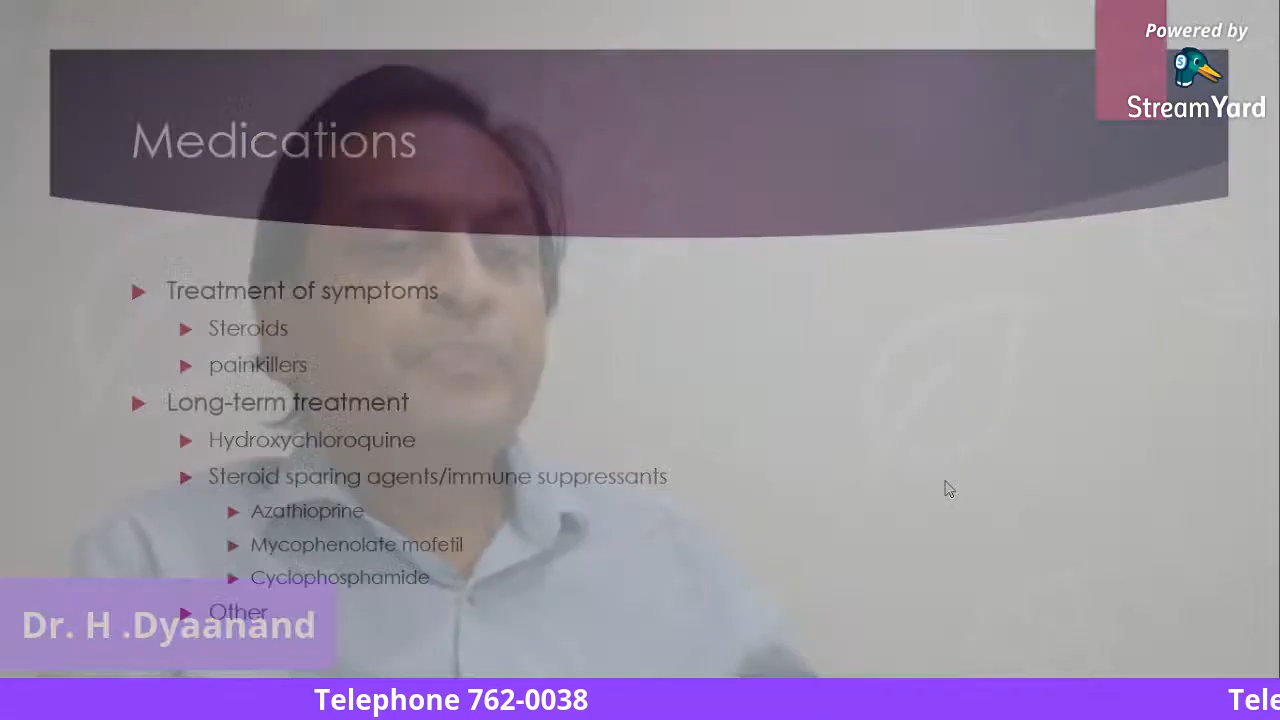 Powered by
StreamYard
Medications
Treatment of symptoms
Steroids
painkillers
Long-term treatment
Hydroxychloroquine
Steroid sparing agents/immune suppressants
Azathioprine
Mycophenolate mofetil
Cyclophosphamide
Other
Dr. H .Dyaanand
Telephone 762-0038
Tele